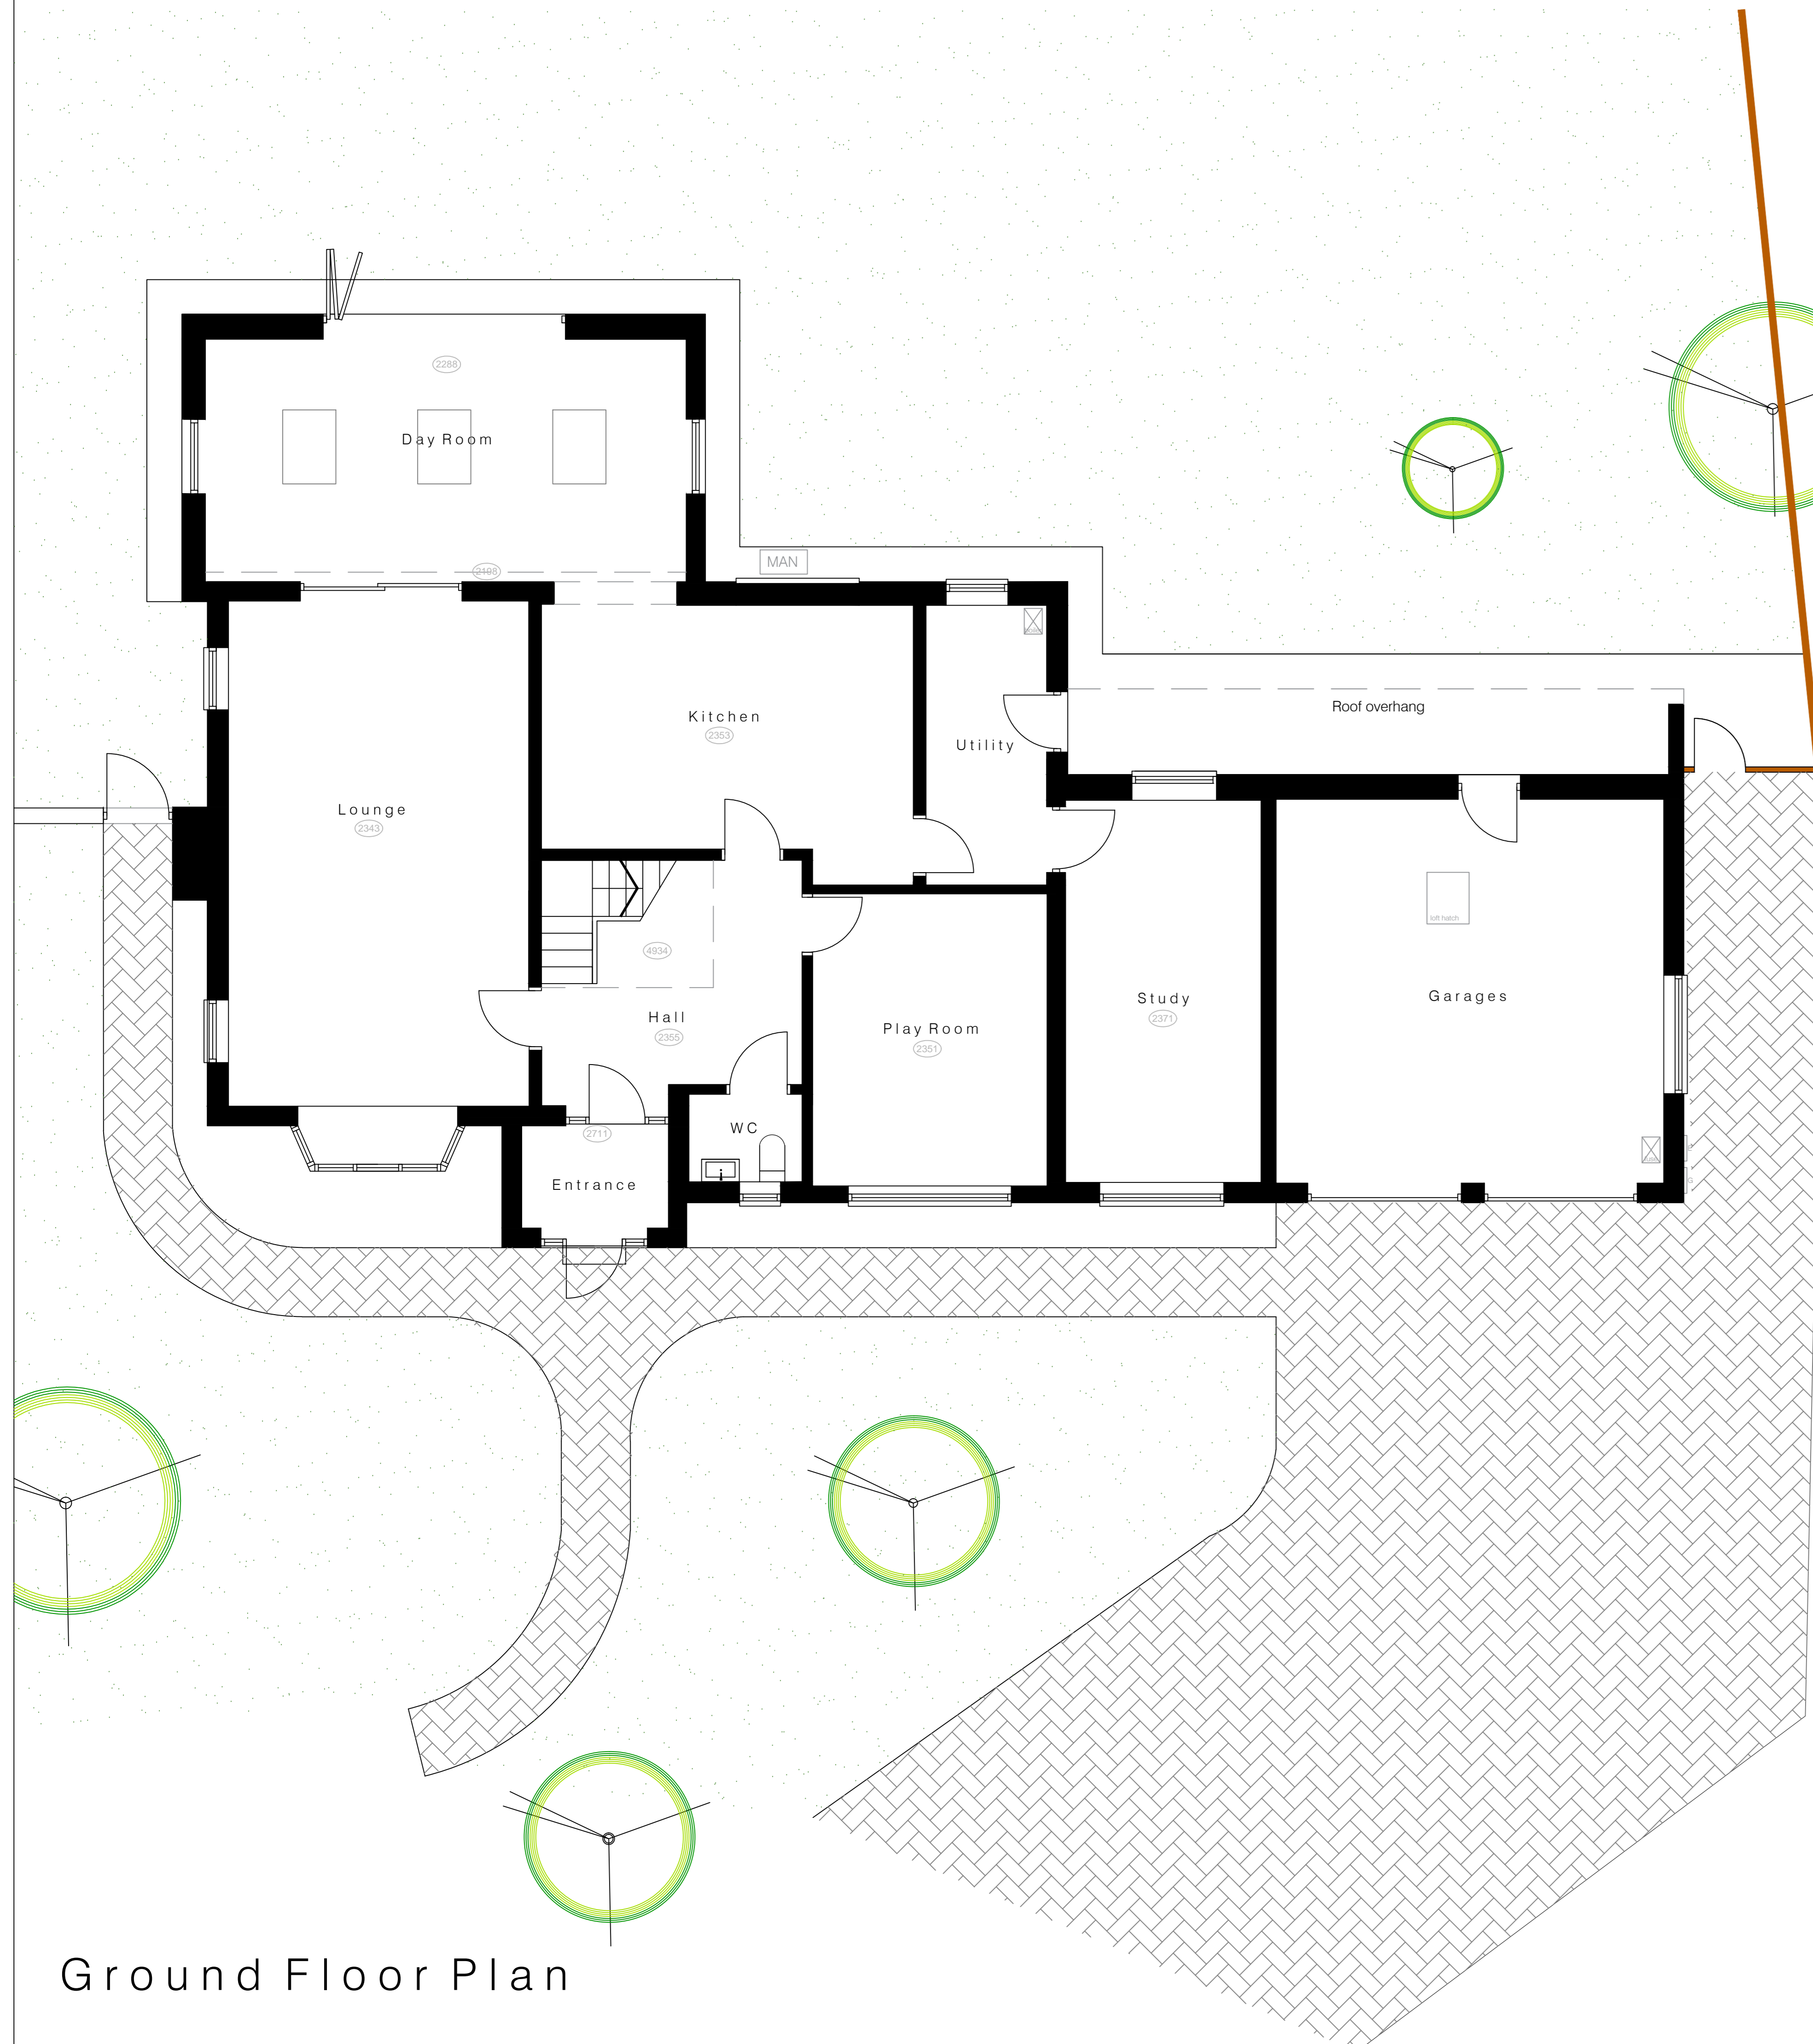 2288
Day Room
2188
MAN
Roof overhang
Kitchen
2353
Utility
Lounge
2343
loft hatch
4934
Garages
Study
2371
Hall
2355
Play Room
2351
WC
2711
Entrance
G
Ground Floor Plan